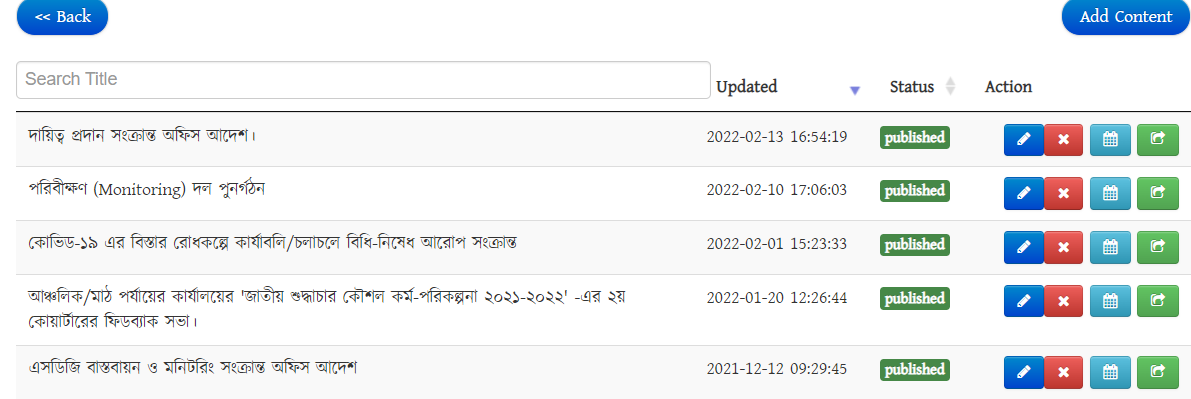 << Back
Add Content
Search Title
Updated
Status
Action
দায়িত্ব প্রদান সংক্রান্ত অফিস আদেশ।
2022-02-13 16:54:19
published
পরিবীক্ষণ (Monitoring) দল পুনর্গঠন
2022-02-10 17:06:03
published
কোভিড-১৯ এর বিস্তার রোধকল্পে কার্যাবলি/চলাচলে বিধি-নিষেধ আরোপ সংক্রান্ত
2022-02-01 15:23:33
published
আঞ্চলিক/মাঠ পর্যায়ের কার্যালয়ের 'জাতীয় শুদ্ধাচার কৌশল কর্ম-পরিকল্পনা ২০২১-২০২২' -এর ২য়
কোয়ার্টারের ফিডব্যাক সভা।
2022-01-20 12:26:44
published
এসডিজি বাস্তবায়ন ও মনিটরিং সংক্রান্ত অফিস আদেশ
2021-12-12 09:29:45
published